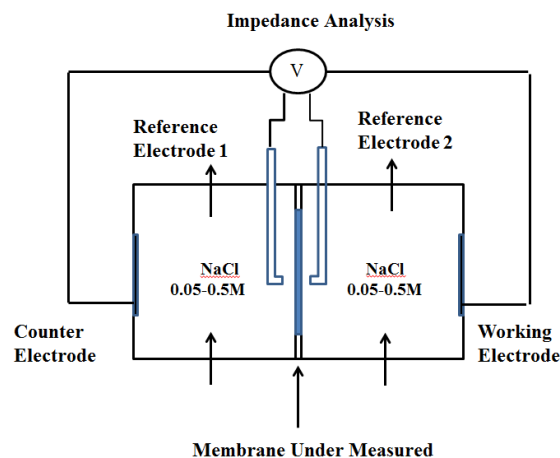 Impedance Analysis
V
Reference
Electrode 1
Reference
Electrode 2
NaCl
0.05-0.5M
NaCl
0.05-0.5M
Counter
Electrode
Working
Electrode
Membrane Under Measured